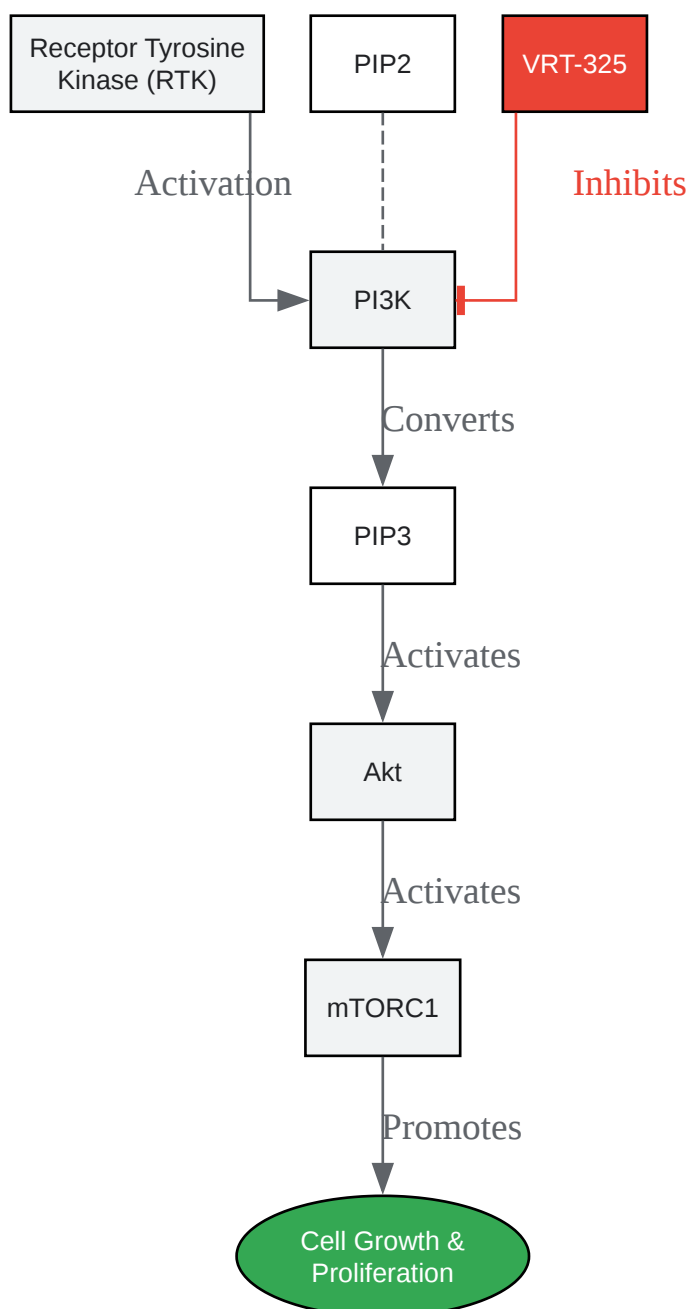 Receptor Tyrosine
Kinase (RTK)
PIP2
VRT-325
Activation
Inhibits
PI3K
Converts
PIP3
Activates
Akt
Activates
mTORC1
Promotes
Cell Growth &
Proliferation